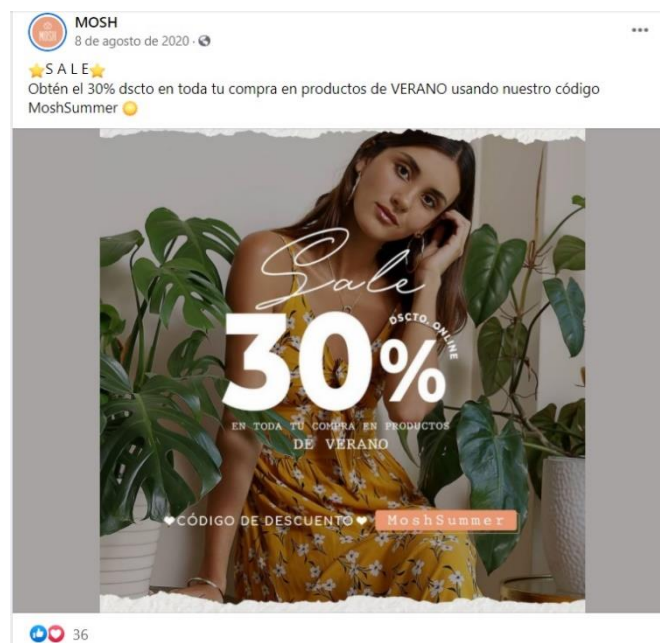 MOSH
MOSH
8 de agosto de 2020 ·
S A L E
Obtén el 30% dscto en toda tu compra en productos de VERANO usando nuestro código
MoshSummer
Sale
DSCTO. ONLINE
30%
EN TODA TU COMPRA EN PRODUCTOS
DE VERANO
❤CÓDIGO DE DESCUENTO❤ MoshSummer
36